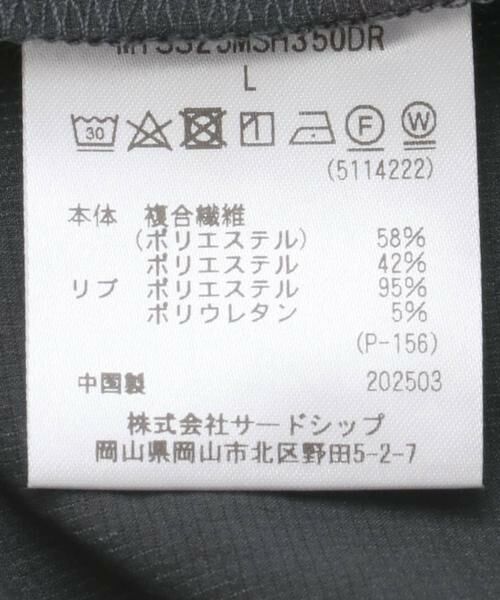 L
30 F W
(5114222)
本体 複合繊維
(ポリエステル) 58%
ポリエステル 42%
リブ ポリエステル 95%
ポリウレタン 5%
(P-156)
中国製 202503
株式会社サードシップ
岡山県岡山市北区野田5-2-7